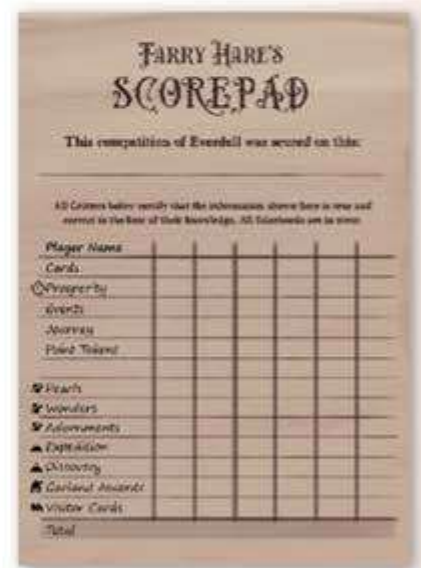 FARRY HARE'S
SCOREPAD
This competition of Everdell was scored on this:
All Critters below certify that the information above here is true and
correct to the best of their knowledge. All are in
Player Name
Cards
Prosperity
Events
Journey
Point Tokens
Pearls
Wonders
Adornments
Expedition
Discovery
Garland Awards
Visitor Cards
Total